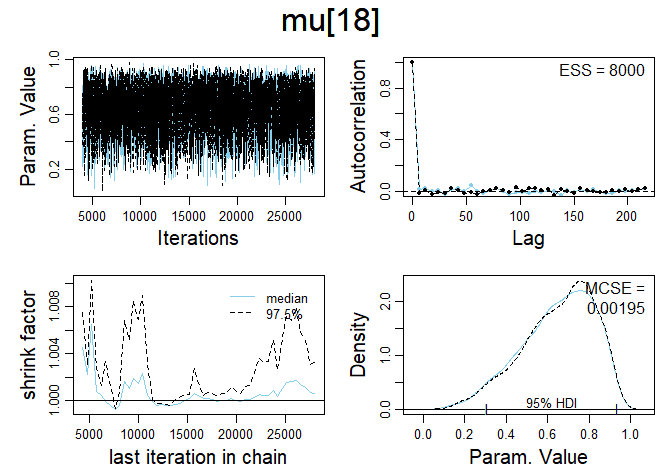 mu[18]
Param. Value
0.2 0.6 1.0
5000 10000 15000 20000 25000
Iterations
Autocorrelation
0.0 0.4 0.8
ESS = 8000
0 50 100 150 200
Lag
shrink factor
1.000 1.004 1.008
median
97.5%
5000 10000 15000 20000 25000
last iteration in chain
Density
0.0 1.0 2.0
MCSE =
0.00195
95% HDI
0.0 0.2 0.4 0.6 0.8 1.0
Param. Value